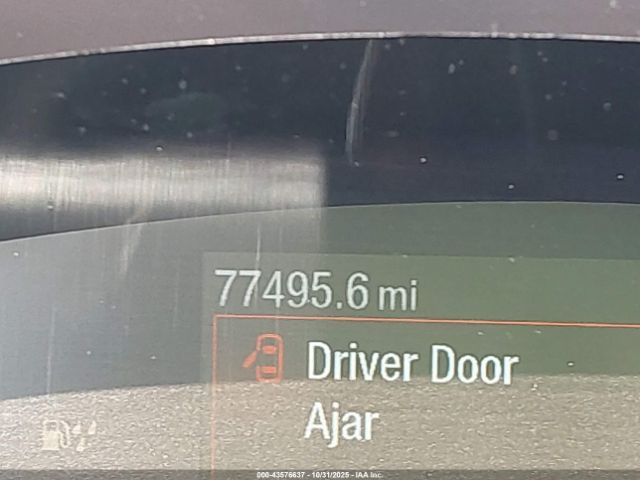 77495.6 mi
Driver Door
Ajar
000-43576637 - 10/31/2025 - IAA Inc.